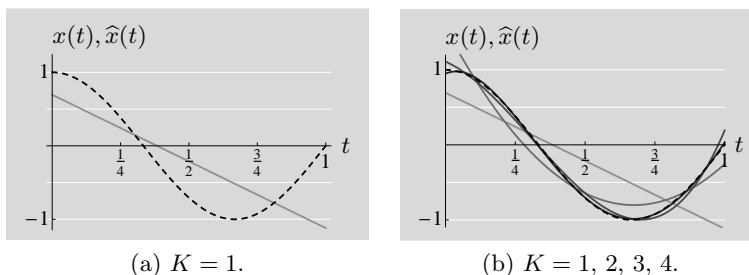 x(t), x̂(t)
1
t
1/4
1/2
3/4
1
−1
(a) K = 1.
x(t), x̂(t)
1
t
1/4
1/2
3/4
1
−1
(b) K = 1, 2, 3, 4.